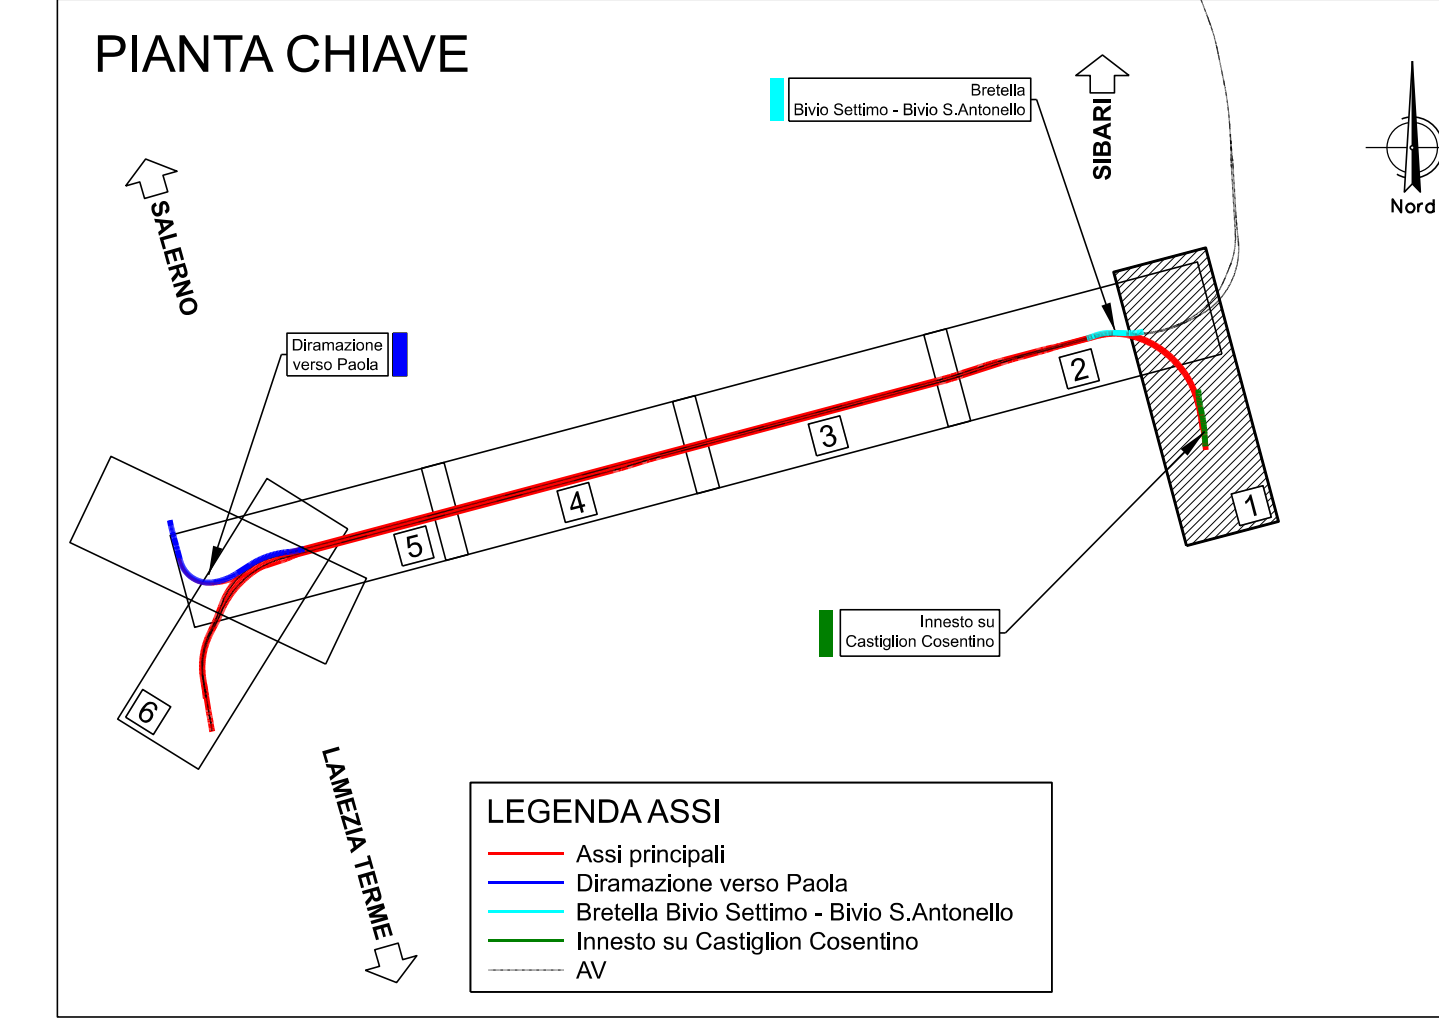 PIANTA CHIAVE
Bretella
Bivio Settimo - Bivio S.Antonello
SIBARI
Nord
SALERNO
Diramazione
verso Paola
2
3
4
1
5
Innesto su
Castiglion Cosentino
6
LAMEZIA TERME
LEGENDA ASSI
Assi principali
Diramazione verso Paola
Bretella Bivio Settimo - Bivio S.Antonello
Innesto su Castiglion Cosentino
AV